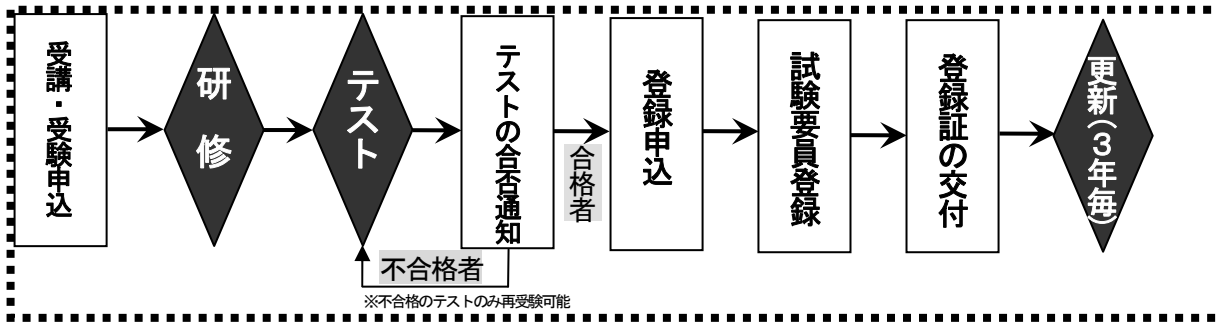 受講・受験申込
研修
テスト
テストの合否通知
合格者
登録申込
試験要員登録
登録証の交付
更新（３年毎）
不合格者
※不合格のテストのみ再受験可能